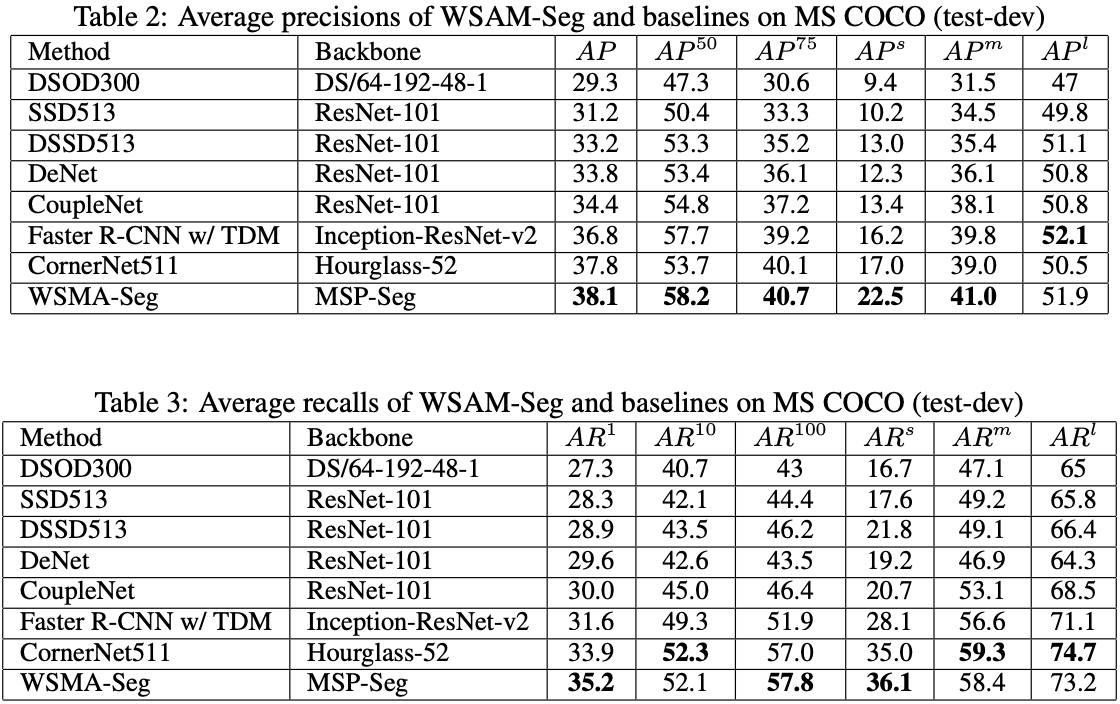 Table 2: Average precisions of WSAM-Seg and baselines on MS COCO (test-dev)
Method Backbone AP AP^50 AP^75 AP^s AP^m AP^l
DSOD300 DS/64-192-48-1 29.3 47.3 30.6 9.4 31.5 47
SSD513 ResNet-101 31.2 50.4 33.3 10.2 34.5 49.8
DSSD513 ResNet-101 33.2 53.3 35.2 13.0 35.4 51.1
DeNet ResNet-101 33.8 53.4 36.1 12.3 36.1 50.8
CoupleNet ResNet-101 34.4 54.8 37.2 13.4 38.1 50.8
Faster R-CNN w/ TDM Inception-ResNet-v2 36.8 57.7 39.2 16.2 39.8 52.1
CornerNet511 Hourglass-52 37.8 53.7 40.1 17.0 39.0 50.5
WSMA-Seg MSP-Seg 38.1 58.2 40.7 22.5 41.0 51.9
Table 3: Average recalls of WSAM-Seg and baselines on MS COCO (test-dev)
Method Backbone AR^1 AR^10 AR^100 AR^s AR^m AR^l
DSOD300 DS/64-192-48-1 27.3 40.7 43 16.7 47.1 65
SSD513 ResNet-101 28.3 42.1 44.4 17.6 49.2 65.8
DSSD513 ResNet-101 28.9 43.5 46.2 21.8 49.1 66.4
DeNet ResNet-101 29.6 42.6 43.5 19.2 46.9 64.3
CoupleNet ResNet-101 30.0 45.0 46.4 20.7 53.1 68.5
Faster R-CNN w/ TDM Inception-ResNet-v2 31.6 49.3 51.9 28.1 56.6 71.1
CornerNet511 Hourglass-52 33.9 52.3 57.0 35.0 59.3 74.7
WSMA-Seg MSP-Seg 35.2 52.1 57.8 36.1 58.4 73.2